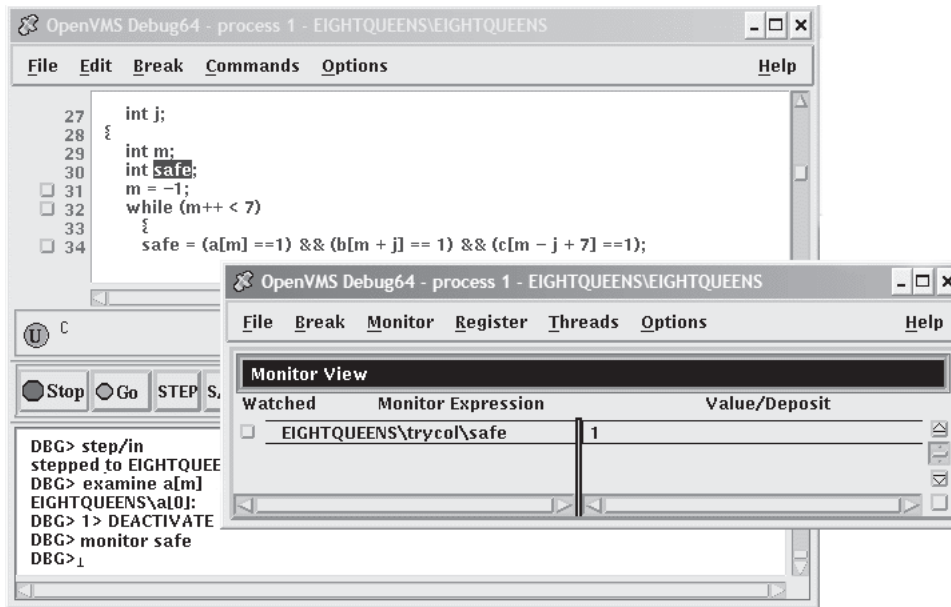 OpenVMS Debug64 - process 1 - EIGHTQUEENS\EIGHTQUEENS
File Edit Break Commands Options Help
27 int j;
28 {
29 int m;
30 int safe;
31 m = -1;
32 while (m++ < 7)
33 {
34 safe = (a[m] ==1) && (b[m + j] == 1) && (c[m - j + 7] ==1);
U C
Stop Go STEP
DBG> step/in
stepped to
DBG> examine a[m]
EIGHTQUEENS\a[0]:
DBG> 1> DEACTIVATE
DBG> monitor safe
DBG>
OpenVMS Debug64 - process 1 - EIGHTQUEENS\EIGHTQUEENS
File Break Monitor Register Threads Options Help
Monitor View
Watched Monitor Expression Value/Deposit
EIGHTQUEENS\trycol\safe 1